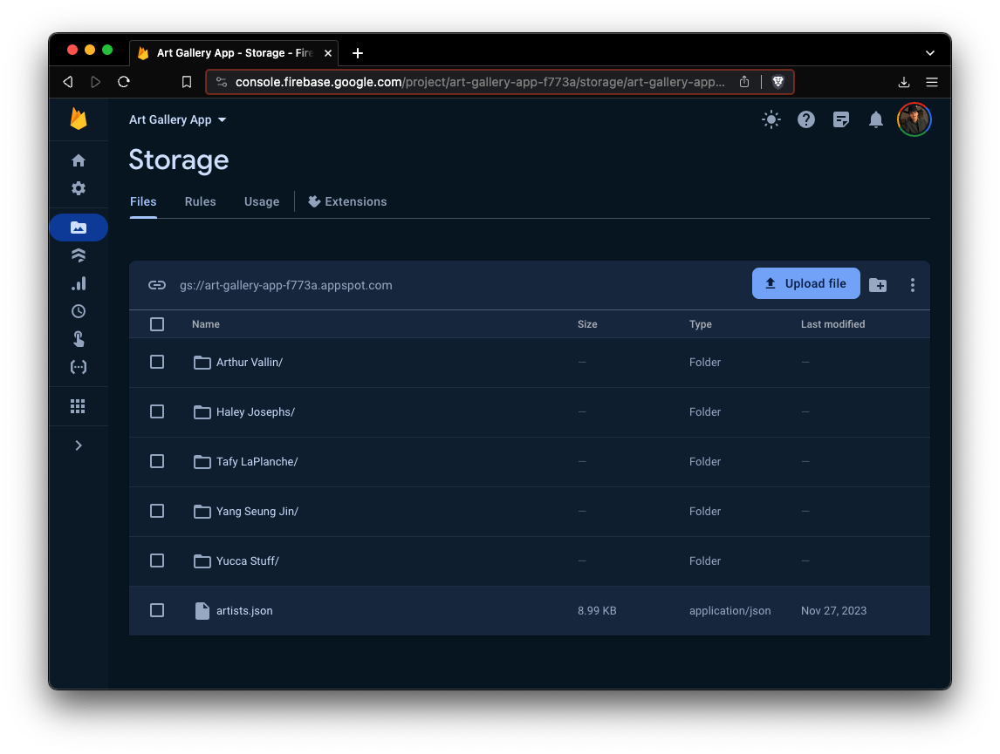 Art Gallery App - Storage - Fire
console.firebase.google.com/project/art-gallery-app-f773a/storage/art-gallery-app...
Art Gallery App
Storage
Files Rules Usage Extensions
gs://art-gallery-app-f773a.appspot.com Upload file
Name Size Type Last modified
Arthur Vallin/ — Folder —
Haley Josephs/ — Folder —
Tafy LaPlanche/ — Folder —
Yang Seung Jin/ — Folder —
Yucca Stuff/ — Folder —
artists.json 8.99 KB application/json Nov 27, 2023